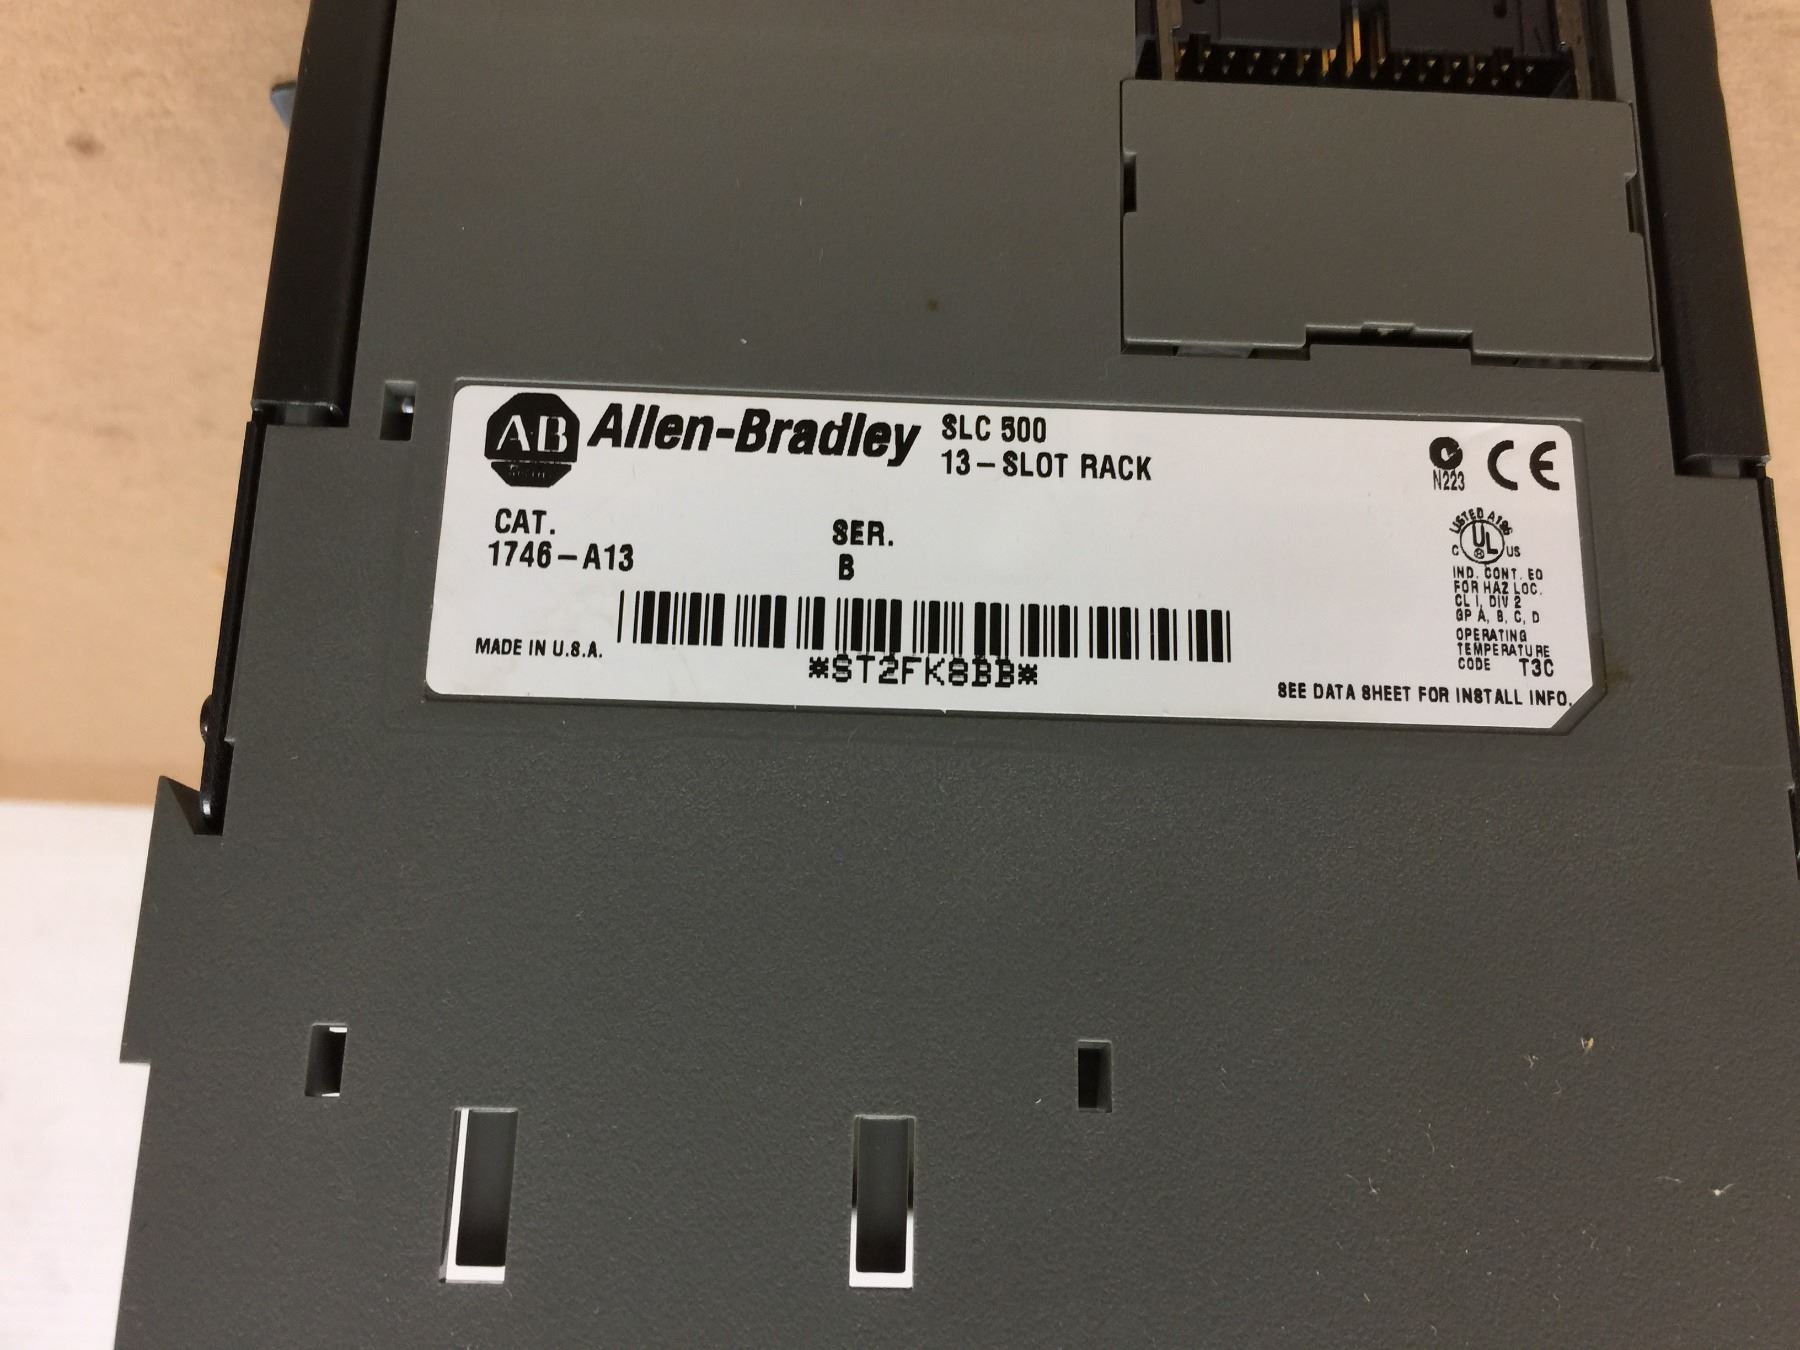 AB
Allen-Bradley
SLC 500
13-SLOT RACK
N223
CE
CAT.
1746-A13
SER.
B
LISTED A196
C UL US
IND. CONT. EQ
FOR HAZ LOC.
CL I, DIV 2
GP A, B, C, D
OPERATING
TEMPERATURE
CODE T3C
MADE IN U.S.A.
*ST2FK8BB*
SEE DATA SHEET FOR INSTALL INFO.